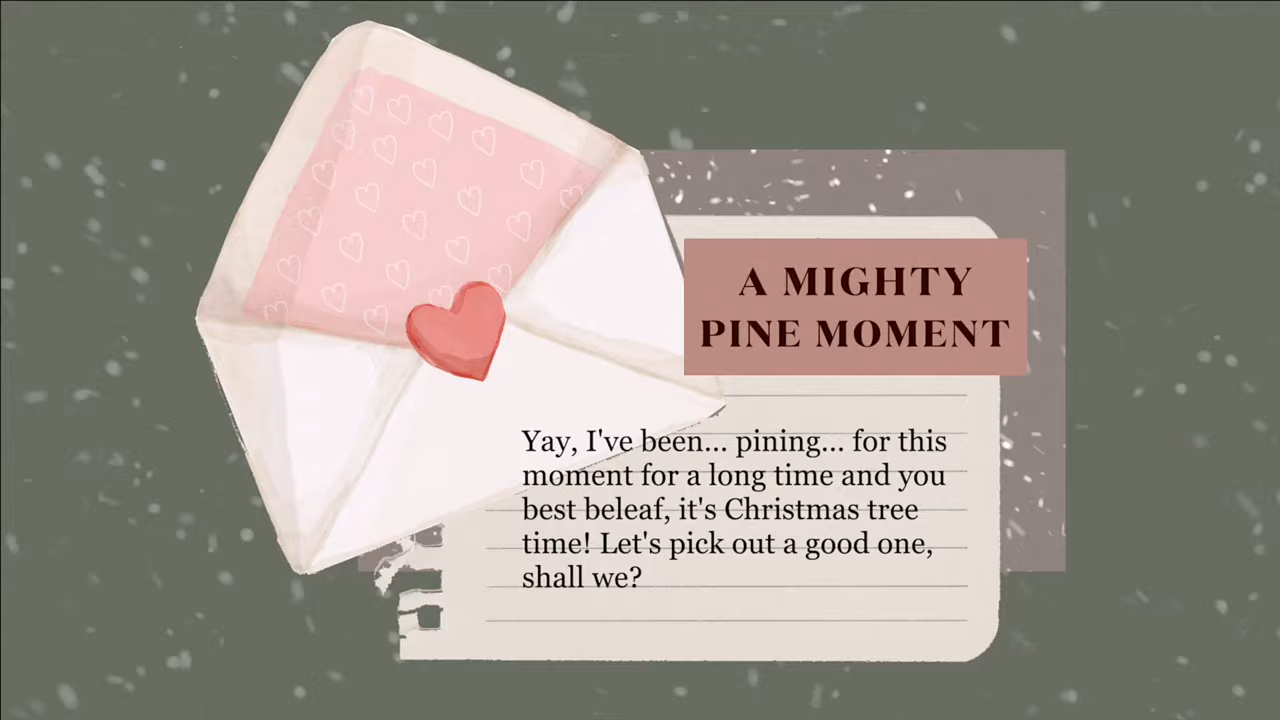 A MIGHTY
PINE MOMENT
Yay, I've been... pining... for this
moment for a long time and you
best beleaf, it's Christmas tree
time! Let's pick out a good one,
shall we?